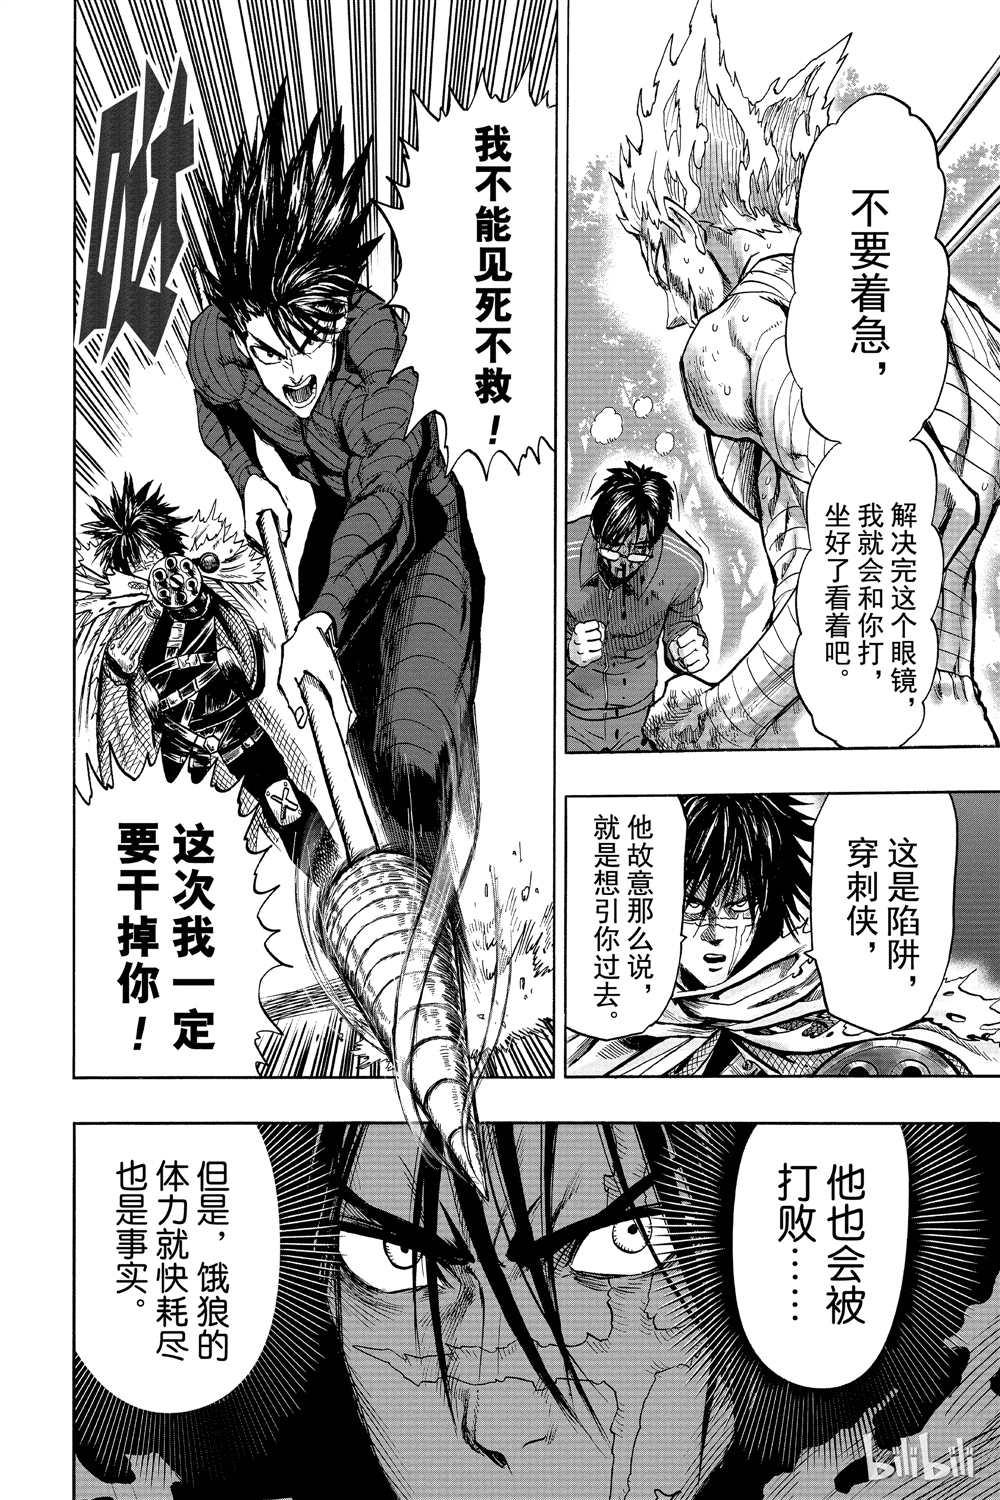 不要着急，
解决完这个眼镜，
我就会和你打，
坐好了看着吧。
这是陷阱，
穿刺侠，
他故意那么说，
就是想引你过去。
我不能见死不救！
哒
这次我一定
要干掉你！
他也会被
打败……
但是，饿狼的
体力就快耗尽
也是事实。
bilibili